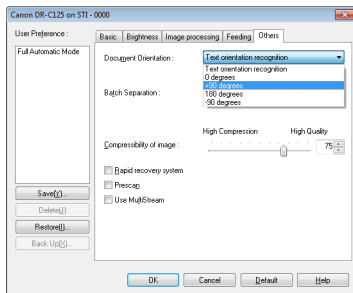 Canon DR-C125 on STI - 0000
User Preference :
Full Automatic Mode
Save(Y)...
Delete(J)
Restore(I)...
Back Up(X)...
Basic
Brightness
Image processing
Feeding
Others
Document Orientation :
Text orientation recognition
Text orientation recognition
0 degrees
+90 degrees
180 degrees
-90 degrees
Batch Separation :
High Compression
High Quality
Compressibility of image :
75
Rapid recovery system
Prescan
Use MultiStream
OK
Cancel
Default
Help